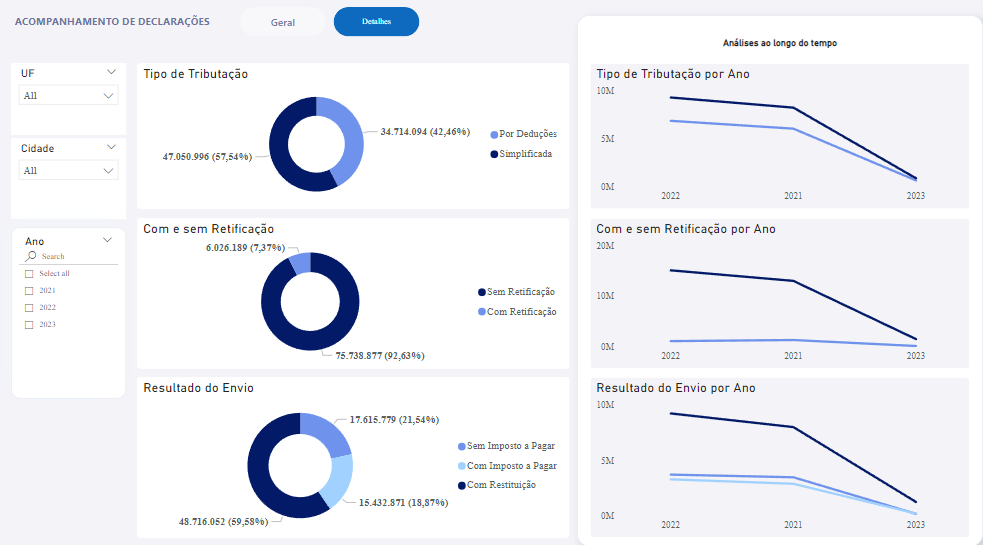 ACOMPANHAMENTO DE DECLARAÇÕES
Geral
Detalhes
UF
All
Cidade
All
Ano
Search
Select all
2021
2022
2023
Tipo de Tributação
34.714.094 (42,46%)
47.050.996 (57,54%)
Por Deduções
Simplificada
Com e sem Retificação
6.026.189 (7,37%)
75.738.877 (92,63%)
Sem Retificação
Com Retificação
Resultado do Envio
17.615.779 (21,54%)
15.432.871 (18,87%)
48.716.052 (59,58%)
Sem Imposto a Pagar
Com Imposto a Pagar
Com Restituição
Análises ao longo do tempo
Tipo de Tributação por Ano
10M
5M
0M
2022 2021 2023
Com e sem Retificação por Ano
20M
10M
0M
2022 2021 2023
Resultado do Envio por Ano
10M
5M
0M
2022 2021 2023